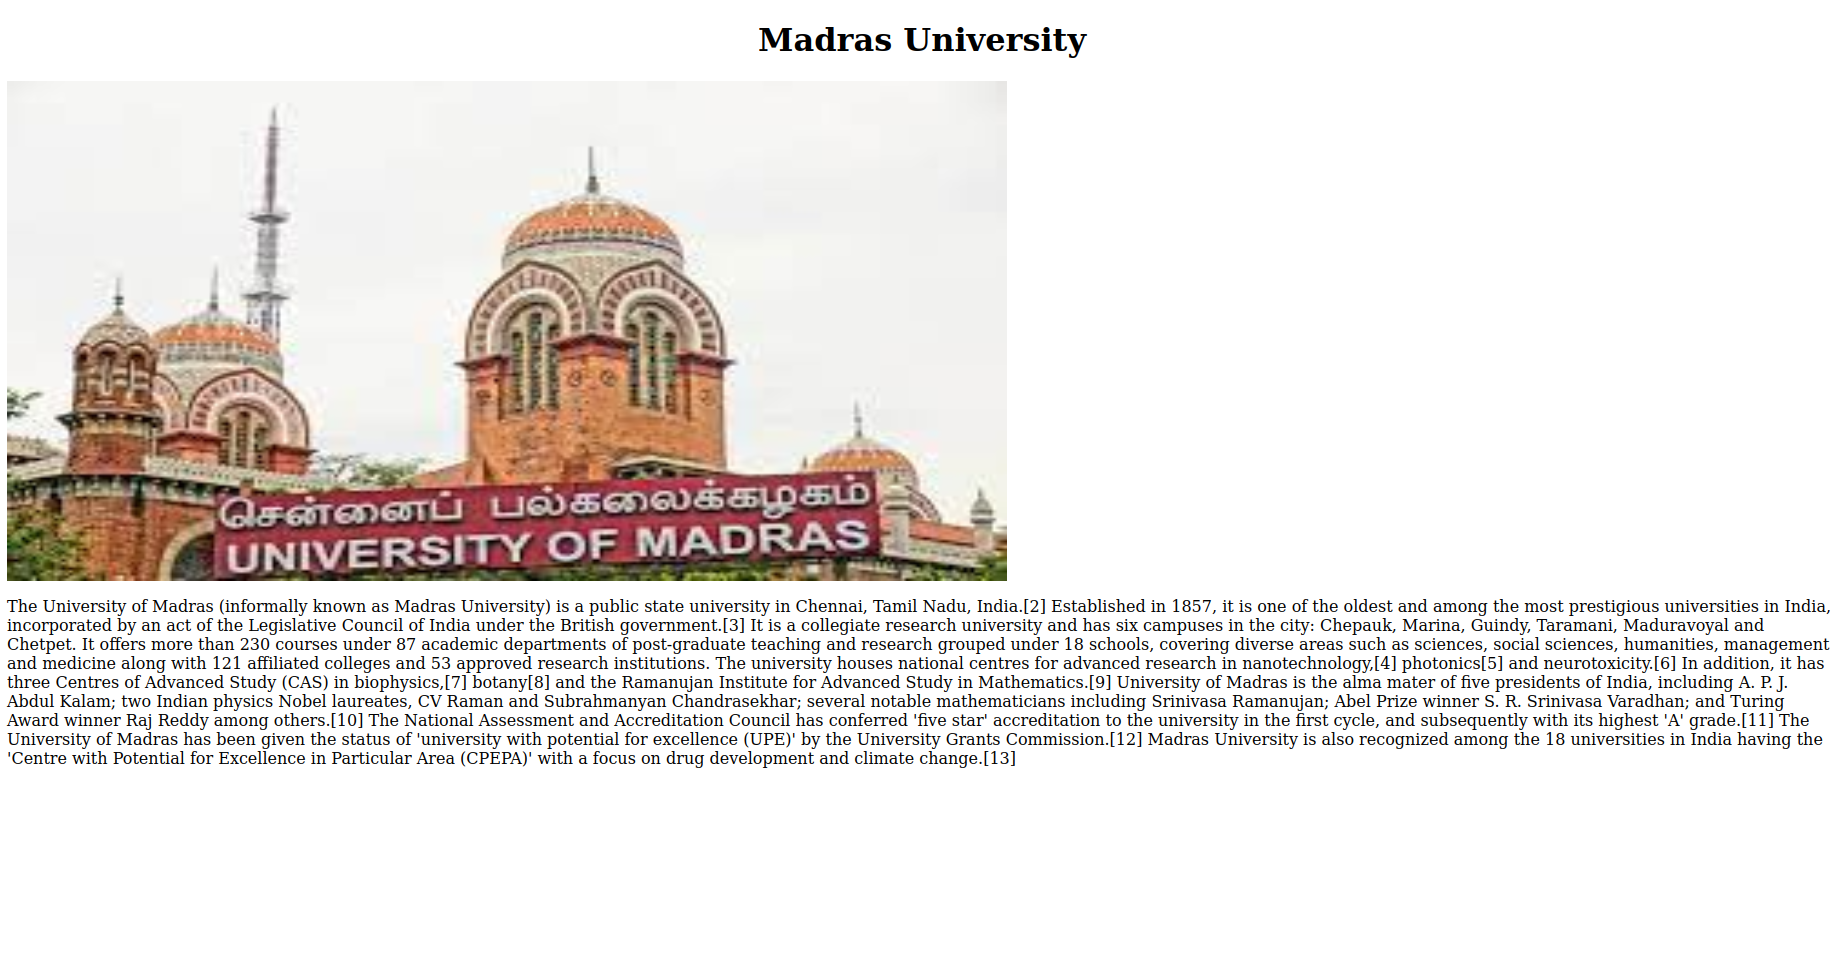 Madras University
சென்னைப் பல்கலைக்கழகம்
UNIVERSITY OF MADRAS
The University of Madras (informally known as Madras University) is a public state university in Chennai, Tamil Nadu, India.[2] Established in 1857, it is one of the oldest and among the most prestigious universities in India,
incorporated by an act of the Legislative Council of India under the British government.[3] It is a collegiate research university and has six campuses in the city: Chepauk, Marina, Guindy, Taramani, Maduravoyal and
Chetpet. It offers more than 230 courses under 87 academic departments of post-graduate teaching and research grouped under 18 schools, covering diverse areas such as sciences, social sciences, humanities, management
and medicine along with 121 affiliated colleges and 53 approved research institutions. The university houses national centres for advanced research in nanotechnology,[4] photonics[5] and neurotoxicity.[6] In addition, it has
three Centres of Advanced Study (CAS) in biophysics,[7] botany[8] and the Ramanujan Institute for Advanced Study in Mathematics.[9] University of Madras is the alma mater of five presidents of India, including A. P. J.
Abdul Kalam; two Indian physics Nobel laureates, CV Raman and Subrahmanyan Chandrasekhar; several notable mathematicians including Srinivasa Ramanujan; Abel Prize winner S. R. Srinivasa Varadhan; and Turing
Award winner Raj Reddy among others.[10] The National Assessment and Accreditation Council has conferred 'five star' accreditation to the university in the first cycle, and subsequently with its highest 'A' grade.[11] The
University of Madras has been given the status of 'university with potential for excellence (UPE)' by the University Grants Commission.[12] Madras University is also recognized among the 18 universities in India having the
'Centre with Potential for Excellence in Particular Area (CPEPA)' with a focus on drug development and climate change.[13]